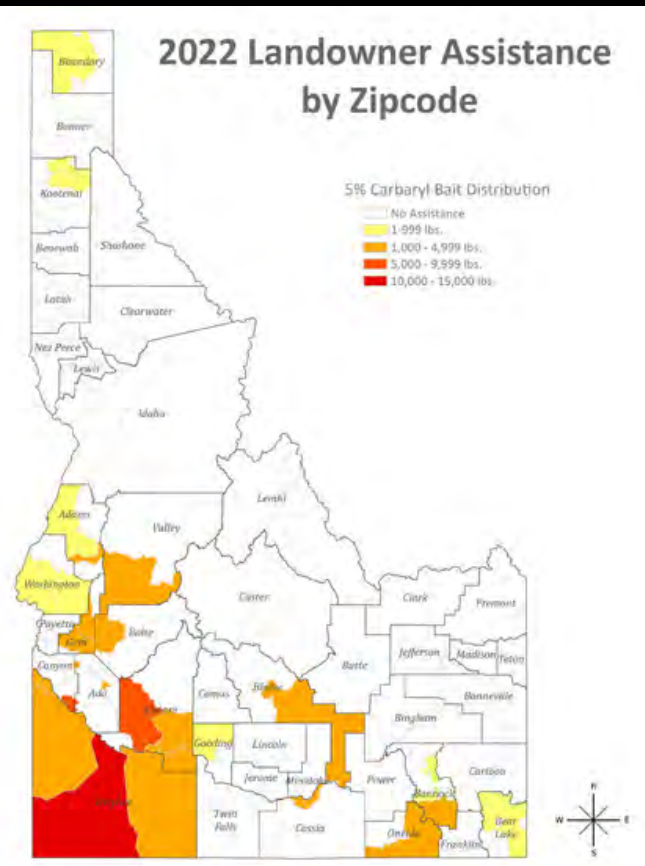 2022 Landowner Assistance
by Zipcode
5% Carbaryl Bait Distribution
No Assistance
1-999 lbs.
1,000 - 4,999 lbs.
5,000 - 9,999 lbs.
10,000 - 15,000 lbs.
Boundary
Bonner
Kootenai
Benewah
Shoshone
Latah
Clearwater
Nez Perce
Lewis
Idaho
Lemhi
Adams
Valley
Washington
Custer
Clark
Fremont
Payette
Gem
Boise
Butte
Jefferson
Madison
Teton
Canyon
Ada
Camas
Blaine
Bonneville
Bingham
Gooding
Lincoln
Jerome
Minidoka
Power
Caribou
Bannock
Twin
Falls
Cassia
Oneida
Franklin
Bear
Lake
N
W
E
S